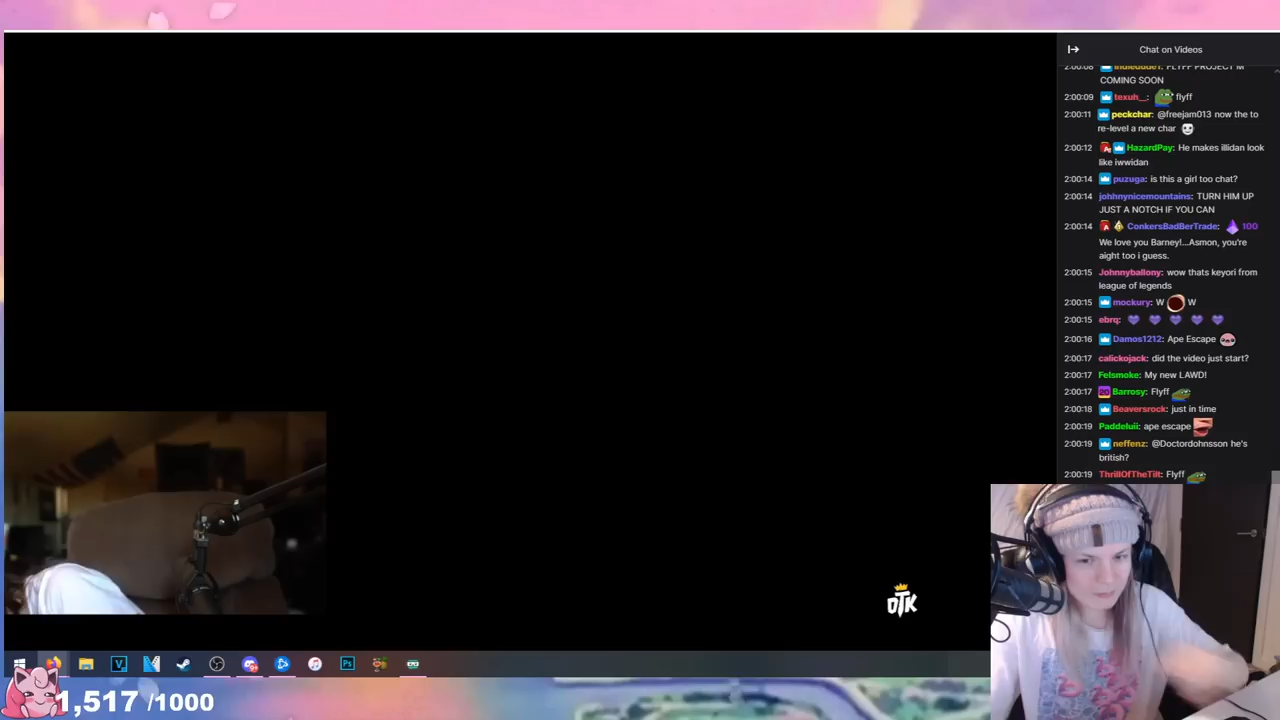 Chat on Videos
COMING SOON
2:00:09 texuh__: flyff
2:00:11 peckchar: @freejam013 now the to
re-level a new char
2:00:12 HazardPay: He makes illidan look
like iwwidan
2:00:14 puzuga: is this a girl too chat?
2:00:14 johhnynicemountains: TURN HIM UP
JUST A NOTCH IF YOU CAN
2:00:14 ConkersBadBerTrade: 100
We love you Barney!...Asmon, you're
aight too i guess.
2:00:15 Johnnyballony: wow thats keyori from
league of legends
2:00:15 mockury: W W
2:00:15 ebrq:
2:00:16 Damos1212: Ape Escape
2:00:17 calickojack: did the video just start?
2:00:17 Felsmoke: My new LAWD!
2:00:17 Barrosy: Flyff
2:00:18 Beaversrock: just in time
2:00:19 Paddeluii: ape escape
2:00:19 neffenz: @Doctordohnsson he's
british?
2:00:19 ThrillOfTheTilt: Flyff
OTK
1,517 /1000